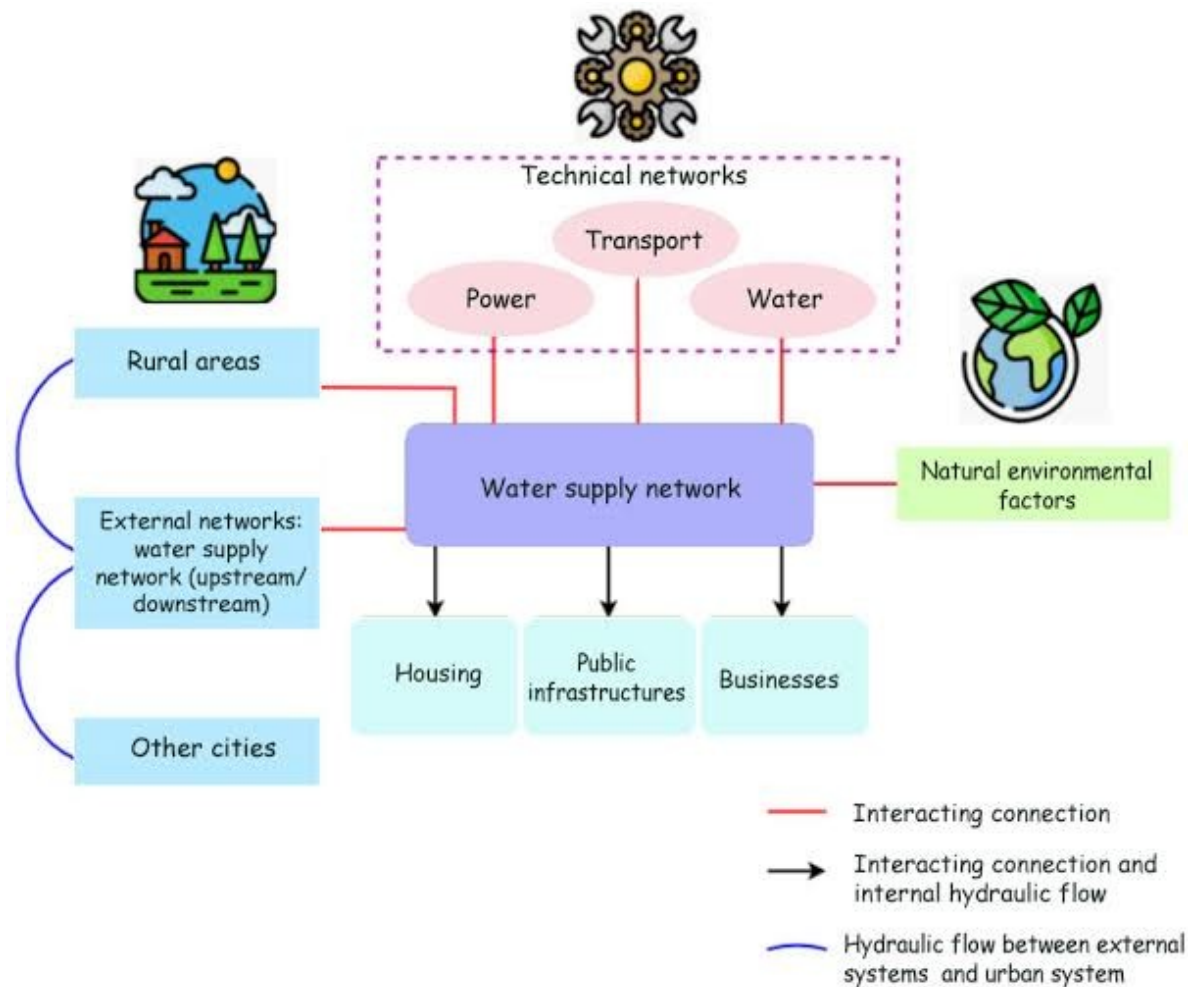 Technical networks
Transport
Power
Water
Rural areas
Water supply network
Natural environmental
factors
External networks:
water supply
network (upstream/
downstream)
Housing
Public
infrastructures
Businesses
Other cities
Interacting connection
Interacting connection and
internal hydraulic flow
Hydraulic flow between external
systems and urban system